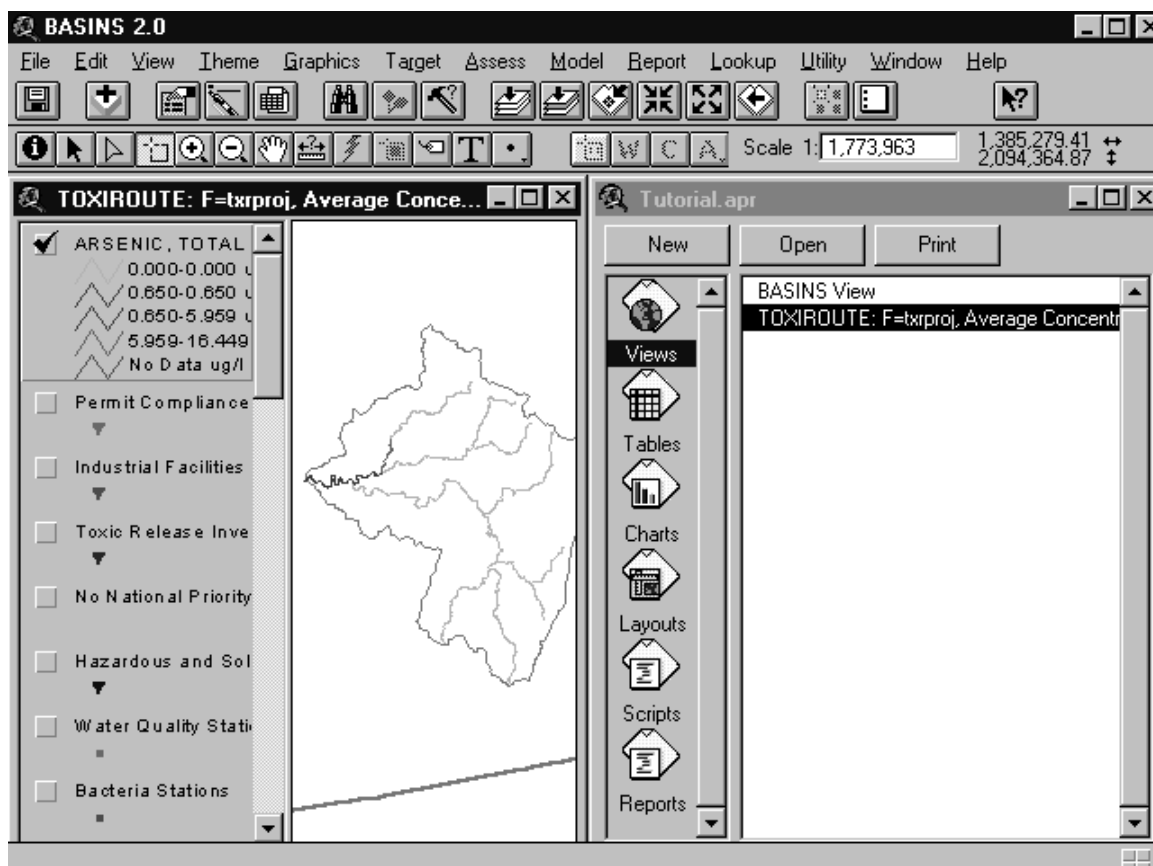 BASINS 2.0
File Edit View Theme Graphics Target Assess Model Report Lookup Utility Window Help
T W C A Scale 1: 1,773,963 1,385,279.41
2,094,364.87
TOXIROUTE: F=txrproj, Average Conce...
ARSENIC, TOTAL
0.000-0.000 u
0.650-0.650 u
0.650-5.959 u
5.959-16.449
No Data ug/l
Permit Compliance
Industrial Facilities
Toxic Release Inve
No National Priority
Hazardous and Sol
Water Quality Stati
Bacteria Stations
Tutorial.apr
New Open Print
Views
Tables
Charts
Layouts
Scripts
Reports
BASINS View
TOXIROUTE: F=txrproj, Average Concentr